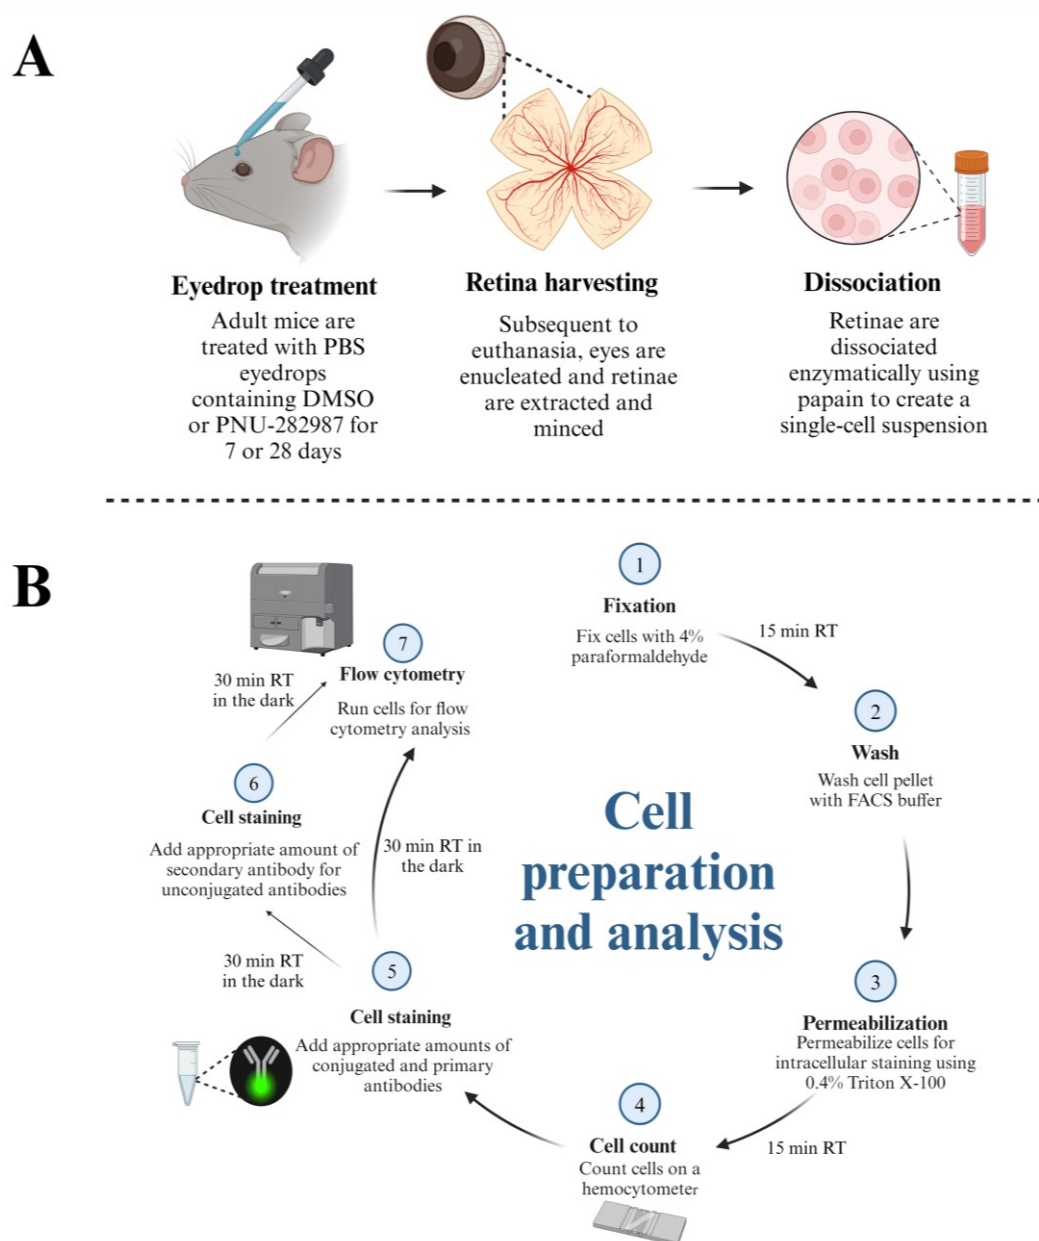 A
Eyedrop treatment
Adult mice are
treated with PBS
eyedrops
containing DMSO
or PNU-282987 for
7 or 28 days
Retina harvesting
Subsequent to
euthanasia, eyes are
enucleated and retinae
are extracted and
minced
Dissociation
Retinae are
dissociated
enzymatically using
papain to create a
single-cell suspension
B
Cell
preparation
and analysis
1
Fixation
Fix cells with 4%
paraformaldehyde
15 min RT
2
Wash
Wash cell pellet
with FACS buffer
3
Permeabilization
Permeabilize cells for
intracellular staining using
0.4% Triton X-100
15 min RT
4
Cell count
Count cells on a
hemocytometer
5
Cell staining
Add appropriate amounts of
conjugated and primary
antibodies
30 min RT
in the dark
30 min RT in
the dark
6
Cell staining
Add appropriate amount of
secondary antibody for
unconjugated antibodies
30 min RT
in the dark
7
Flow cytometry
Run cells for flow
cytometry analysis